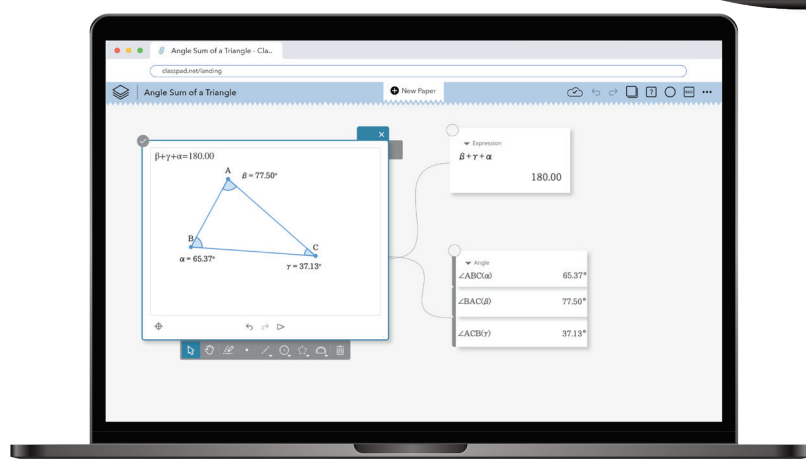 Angle Sum of a Triangle - Cla..
classpad.net/landing
Angle Sum of a Triangle
New Paper
?
β+γ+α=180.00
A
β = 77.50°
B
C
α = 65.37°
γ = 37.13°
Expression
β + γ + α
180.00
Angle
∠ABC(α) 65.37°
∠BAC(β) 77.50°
∠ACB(γ) 37.13°